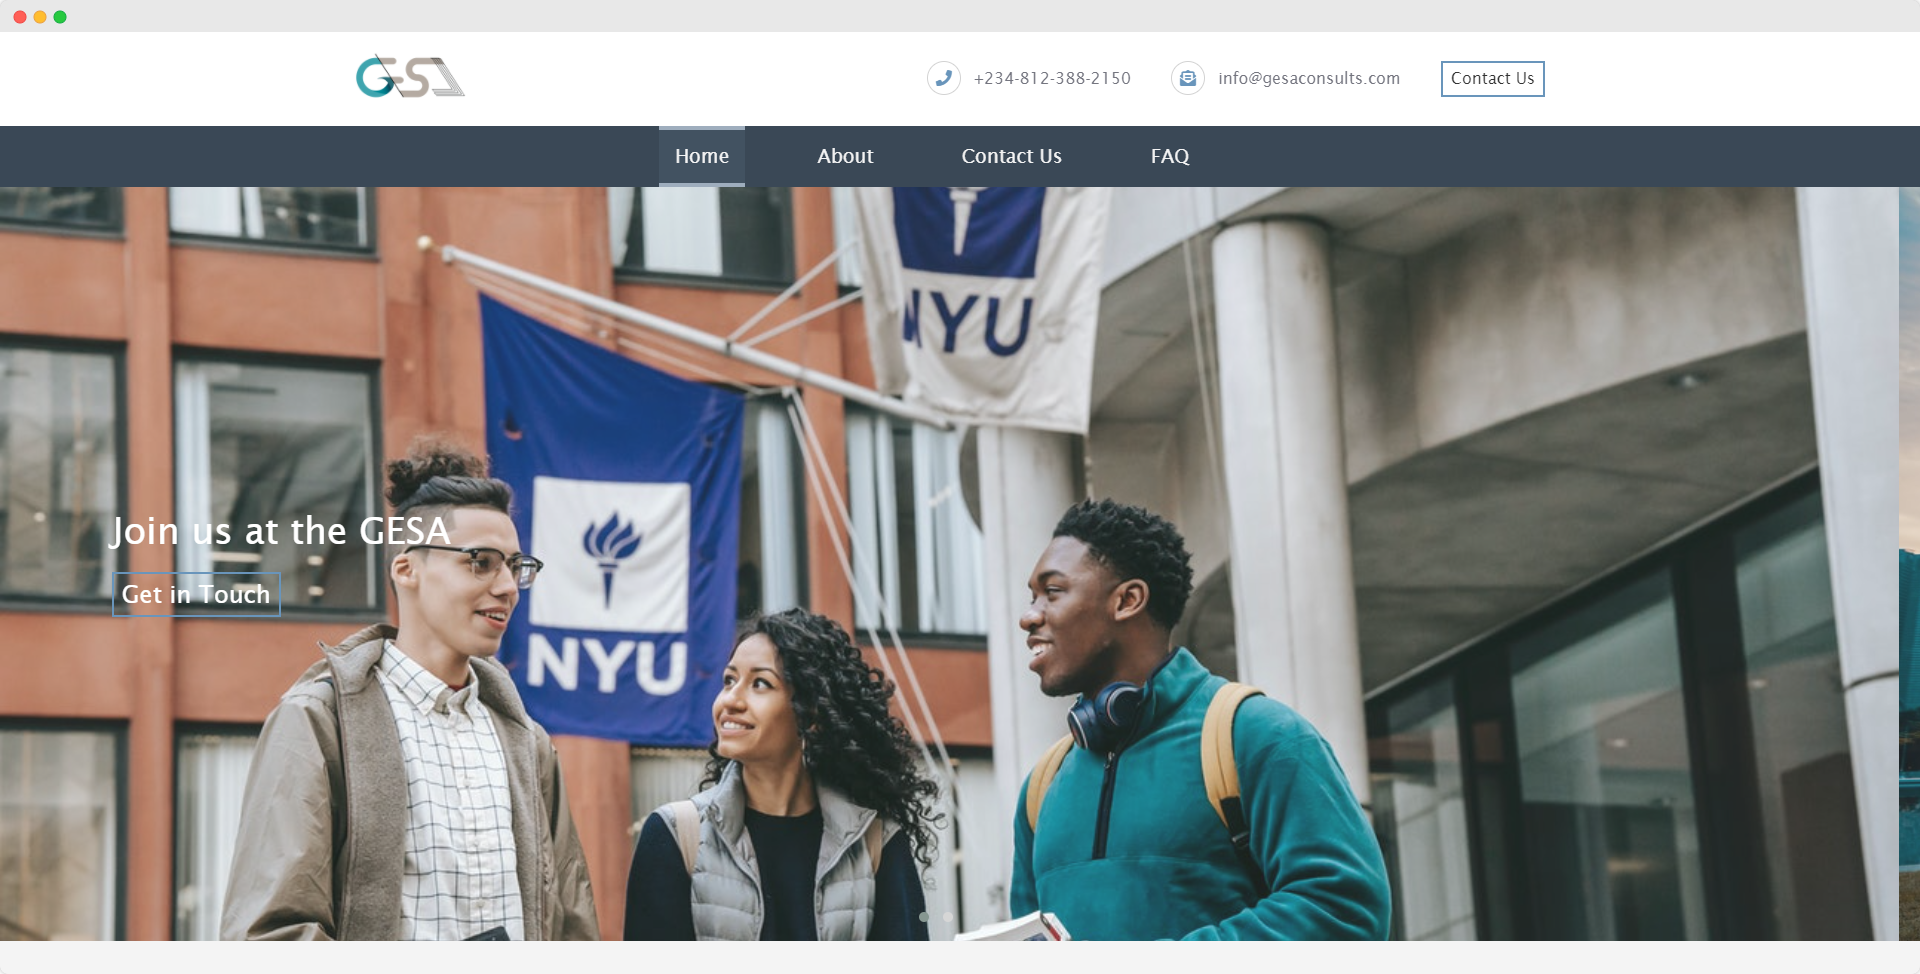 GESA
+234-812-388-2150
info@gesaconsults.com
Contact Us
Home
About
Contact Us
FAQ
NYU
Join us at the GESA
Get in Touch
NYU